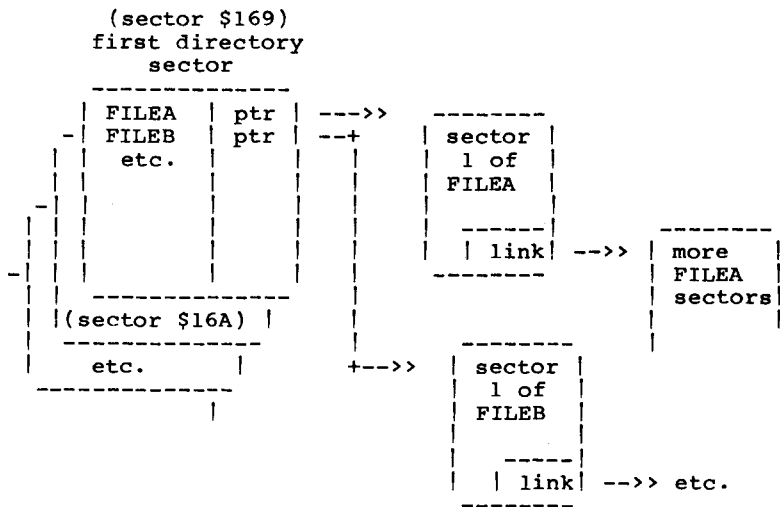 (sector $169)
first directory
sector
FILEA ptr --->>
FILEB ptr --+ sector
etc. 1 of
FILEA
link -->> more
FILEA
sectors
(sector $16A)
etc. +-->> sector
1 of
FILEB
link -->> etc.